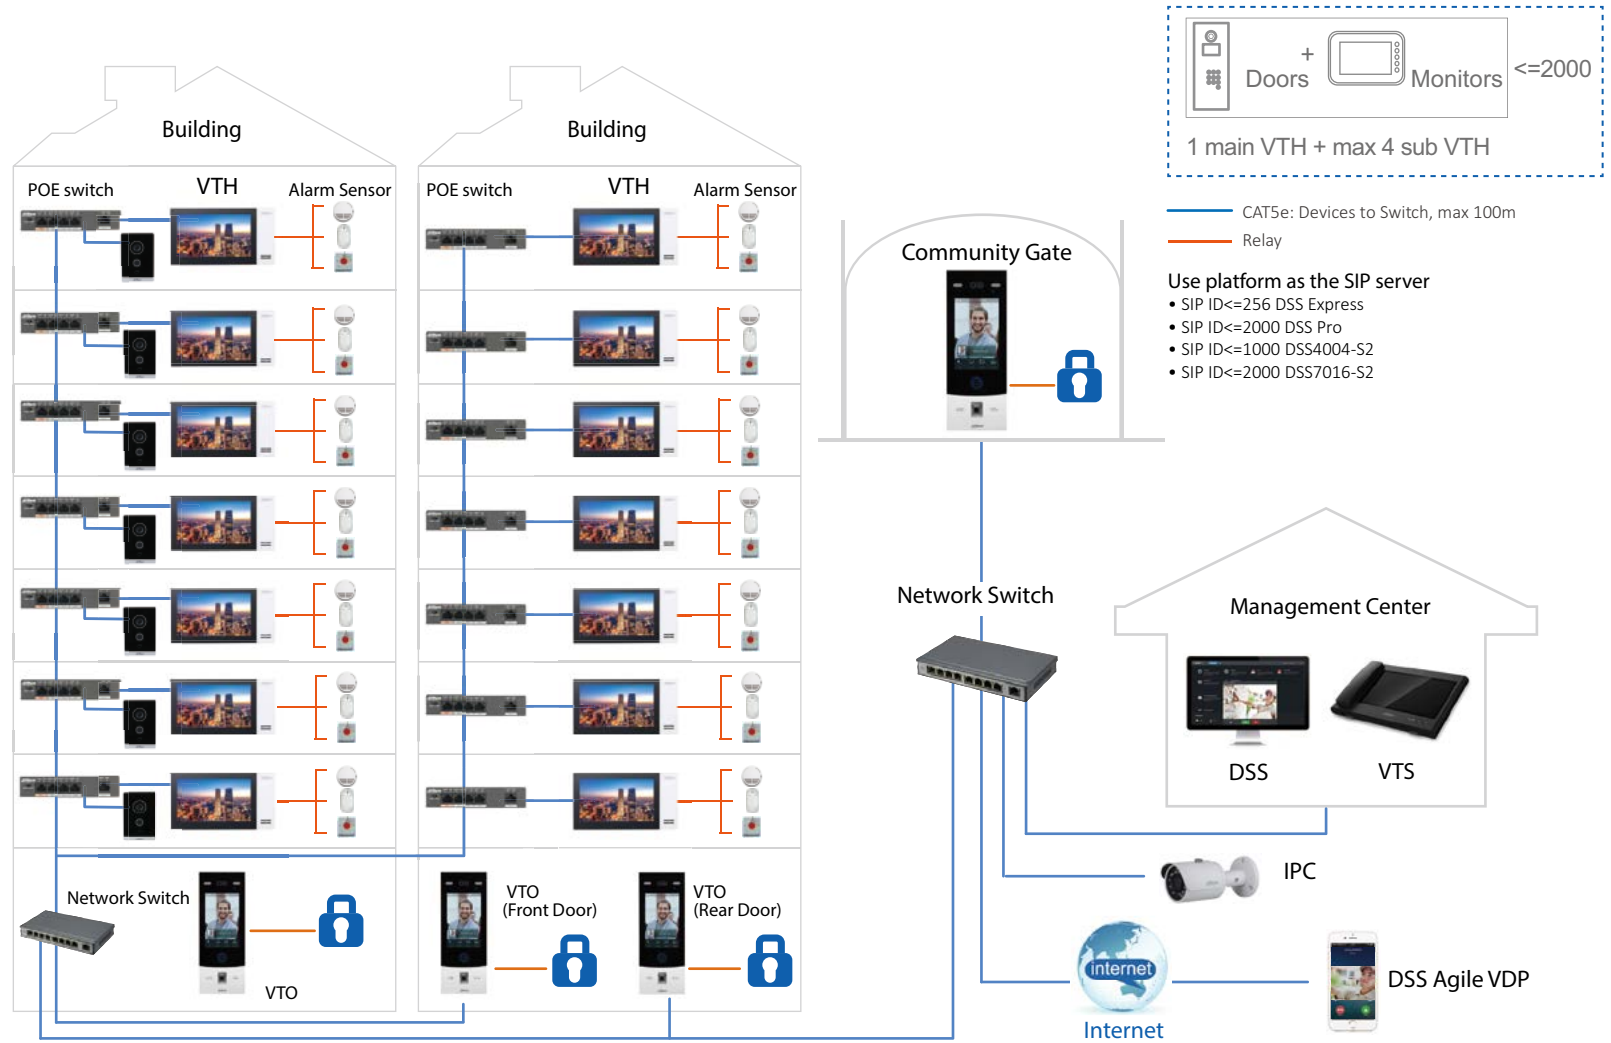 Building
POE switch
VTH
Alarm Sensor
Network Switch
VTO
Building
POE switch
VTH
Alarm Sensor
VTO
(Front Door)
VTO
(Rear Door)
Community Gate
Network Switch
Doors
+
Monitors
<=2000
1 main VTH + max 4 sub VTH
CAT5e: Devices to Switch, max 100m
Relay
Use platform as the SIP server
• SIP ID<=256 DSS Express
• SIP ID<=2000 DSS Pro
• SIP ID<=1000 DSS4004-S2
• SIP ID<=2000 DSS7016-S2
Management Center
DSS
VTS
IPC
internet
Internet
DSS Agile VDP